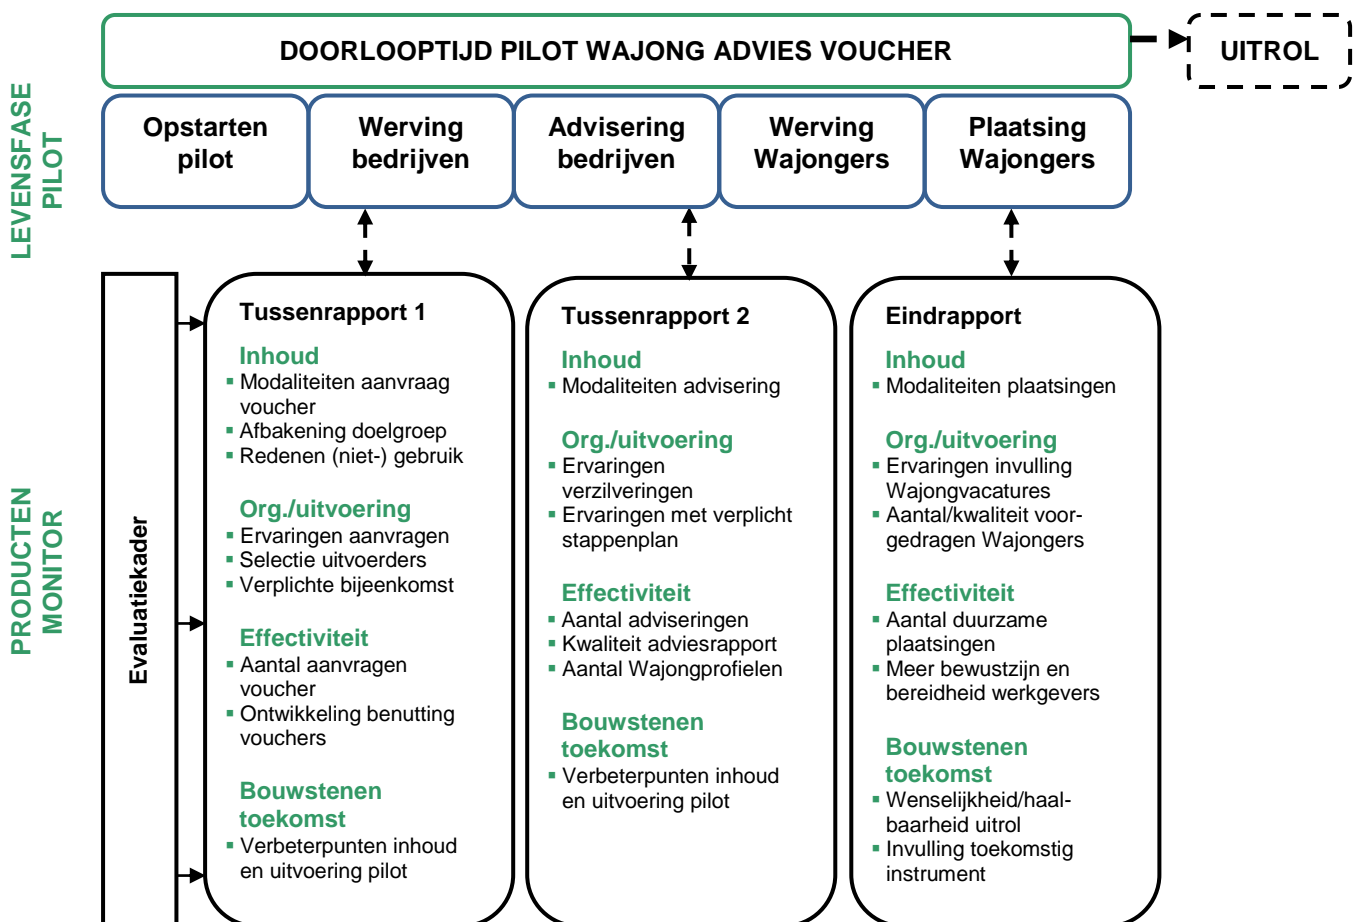 DOORLOOPTIJD PILOT WAJONG ADVIES VOUCHER
UITROL
LEVENSFASE
PILOT
Opstarten
pilot
Werving
bedrijven
Advisering
bedrijven
Werving
Wajongers
Plaatsing
Wajongers
PRODUCTEN
MONITOR
Evaluatiekader
Tussenrapport 1
Inhoud
▪ Modaliteiten aanvraag
voucher
▪ Afbakening doelgroep
▪ Redenen (niet-) gebruik
Org./uitvoering
▪ Ervaringen aanvragen
▪ Selectie uitvoerders
▪ Verplichte bijeenkomst
Effectiviteit
▪ Aantal aanvragen
voucher
▪ Ontwikkeling benutting
vouchers
Bouwstenen
toekomst
▪ Verbeterpunten inhoud
en uitvoering pilot
Tussenrapport 2
Inhoud
▪ Modaliteiten advisering
Org./uitvoering
▪ Ervaringen
verzilveringen
▪ Ervaringen met verplicht
stappenplan
Effectiviteit
▪ Aantal adviseringen
▪ Kwaliteit adviesrapport
▪ Aantal Wajongprofielen
Bouwstenen
toekomst
▪ Verbeterpunten inhoud
en uitvoering pilot
Eindrapport
Inhoud
▪ Modaliteiten plaatsingen
Org./uitvoering
▪ Ervaringen invulling
Wajongvacatures
▪ Aantal/kwaliteit voor-
gedragen Wajongers
Effectiviteit
▪ Aantal duurzame
plaatsingen
▪ Meer bewustzijn en
bereidheid werkgevers
Bouwstenen
toekomst
▪ Wenselijkheid/haal-
baarheid uitrol
▪ Invulling toekomstig
instrument